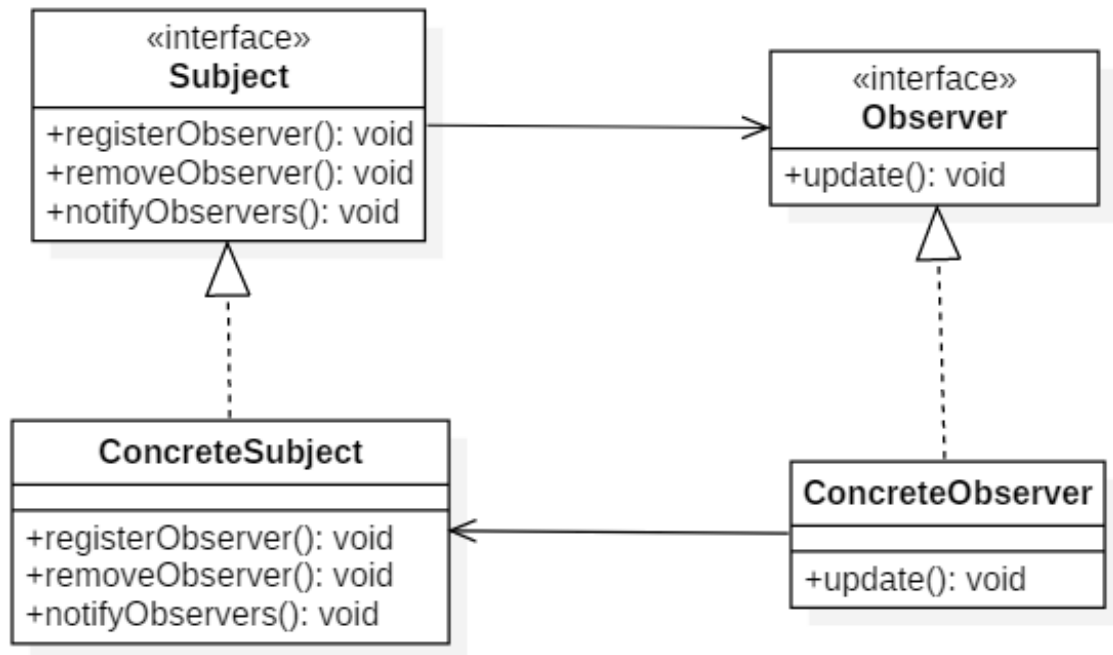 «interface»
Subject
+registerObserver(): void
+removeObserver(): void
+notifyObservers(): void
«interface»
Observer
+update(): void
ConcreteSubject
+registerObserver(): void
+removeObserver(): void
+notifyObservers(): void
ConcreteObserver
+update(): void